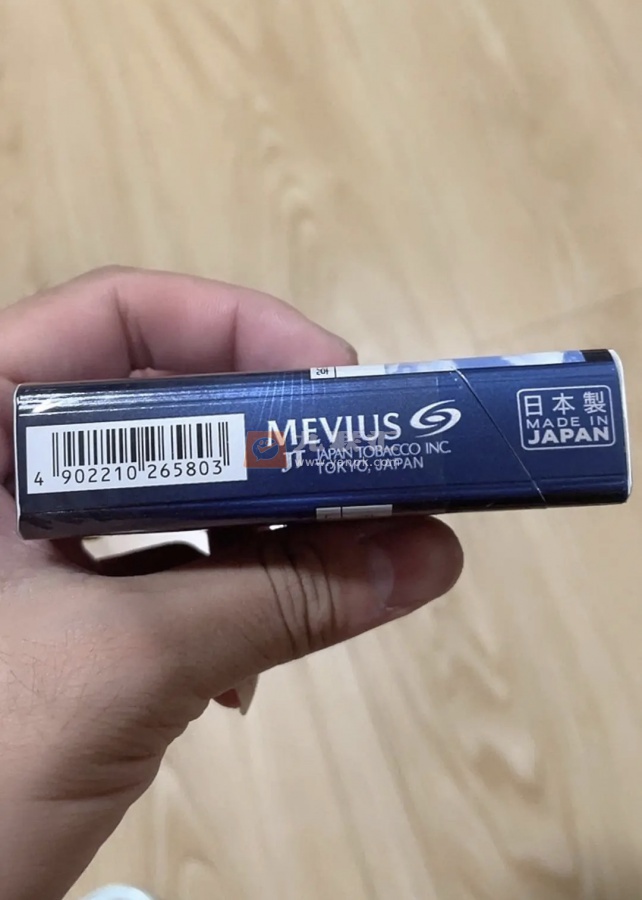 MEVIUS
JT JAPAN TOBACCO INC.
TOKYO, JAPAN
4 902210 265803
日本製
MADE IN
JAPAN